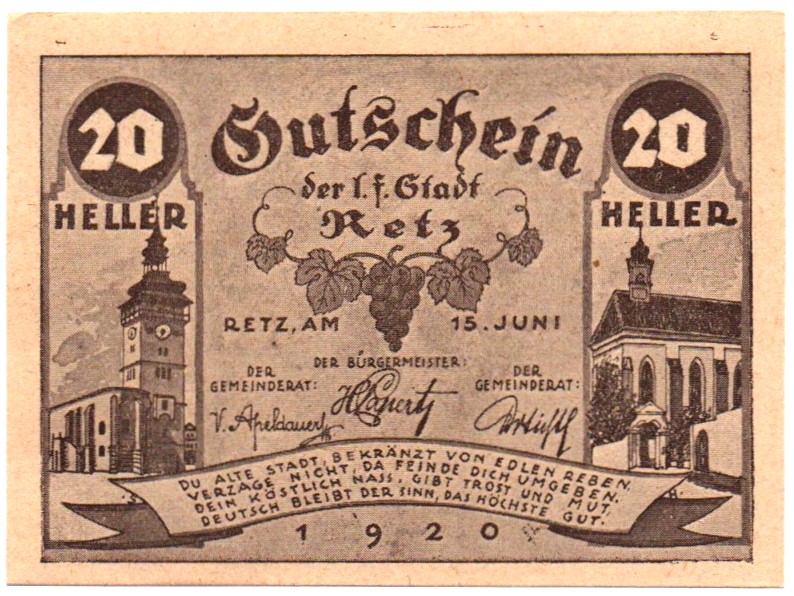 20
HELLER
Gutschein
der l. f. Stadt
Retz
20
HELLER
RETZ, AM 15. JUNI
DER BÜRGERMEISTER:
DER
GEMEINDERAT:
DER
GEMEINDERAT:
V. Apeldauer
DU ALTE STADT, BEKRÄNZT VON EDLEN REBEN,
VERZAGE NICHT, DA FEINDE DICH UMGEBEN.
DEIN KÖSTLICH NASS, GIBT TROST UND MUT,
DEUTSCH BLEIBT DER SINN, DAS HÖCHSTE GUT.
1920